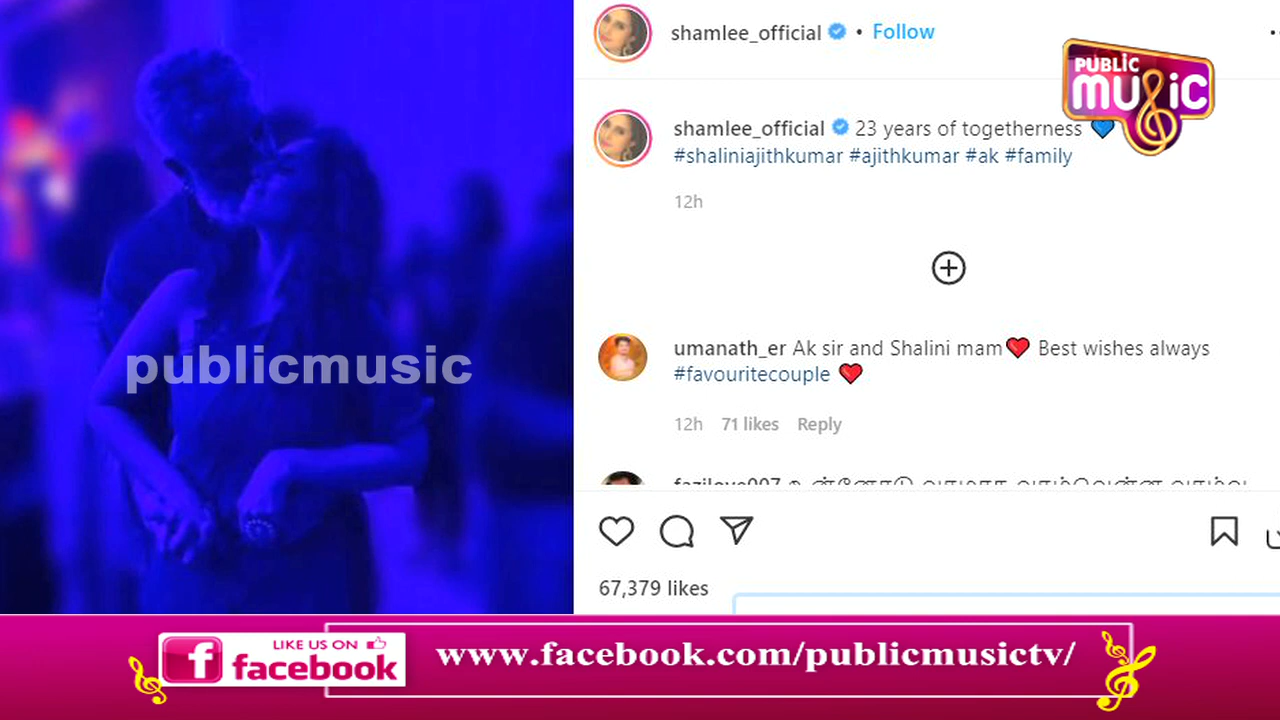 shamlee_official • Follow
PUBLIC
MUSIC
shamlee_official 23 years of togetherness
#shaliniajithkumar #ajithkumar #ak #family
12h
umanath_er Ak sir and Shalini mam Best wishes always
#favouritecouple
12h 71 likes Reply
publicmusic
67,379 likes
LIKE US ON
f facebook
www.facebook.com/publicmusictv/